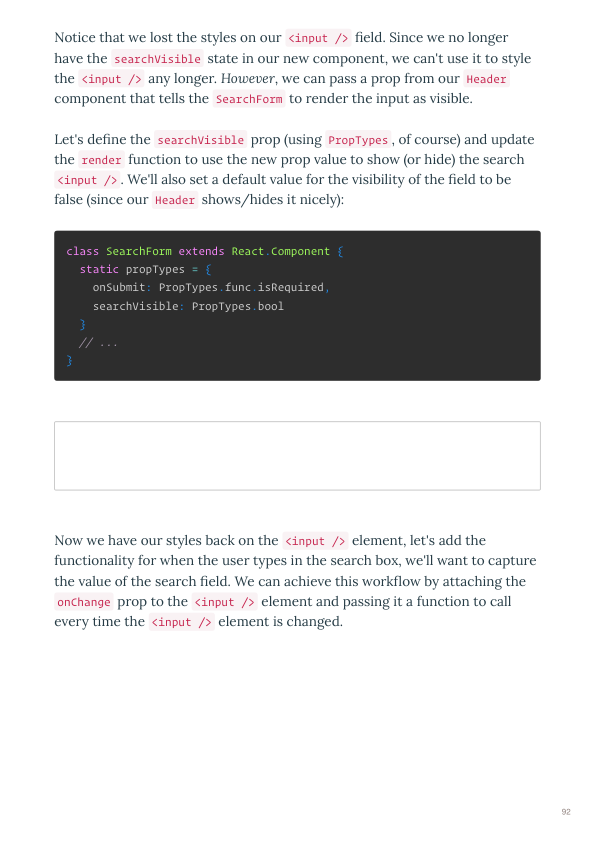 Notice that we lost the styles on our <input /> field. Since we no longer
have the searchVisible state in our new component, we can't use it to style
the <input /> any longer. However, we can pass a prop from our Header
component that tells the SearchForm to render the input as visible.
Let's define the searchVisible prop (using PropTypes, of course) and update
the render function to use the new prop value to show (or hide) the search
<input />. We'll also set a default value for the visibility of the field to be
false (since our Header shows/hides it nicely):
class SearchForm extends React.Component {
  static propTypes = {
    onSubmit: PropTypes.func.isRequired,
    searchVisible: PropTypes.bool
  }
  // ...
}
Now we have our styles back on the <input /> element, let's add the
functionality for when the user types in the search box, we'll want to capture
the value of the search field. We can achieve this workflow by attaching the
onChange prop to the <input /> element and passing it a function to call
every time the <input /> element is changed.
92